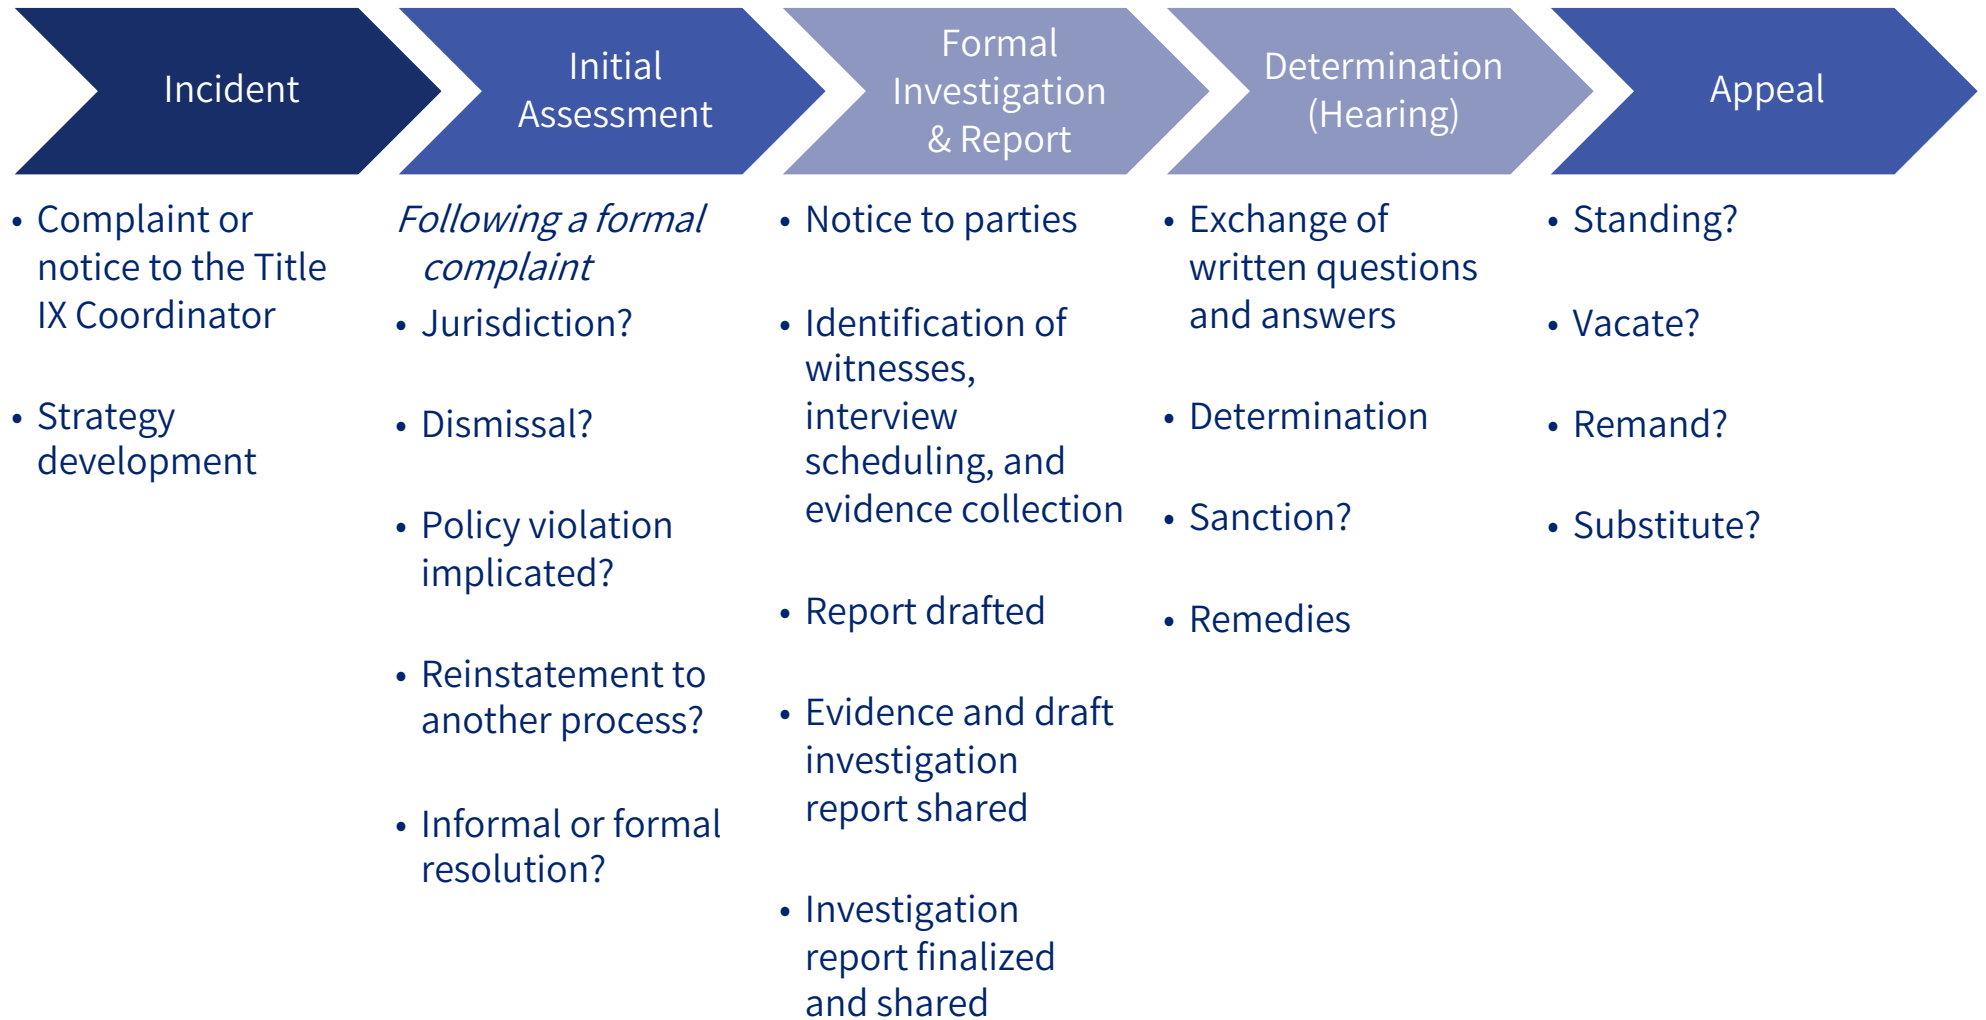 Incident
Initial
Assessment
Formal
Investigation
& Report
Determination
(Hearing)
Appeal
• Complaint or
notice to the Title
IX Coordinator
• Strategy
development
Following a formal
complaint
• Jurisdiction?
• Dismissal?
• Policy violation
implicated?
• Reinstatement to
another process?
• Informal or formal
resolution?
• Notice to parties
• Identification of
witnesses,
interview
scheduling, and
evidence collection
• Report drafted
• Evidence and draft
investigation
report shared
• Investigation
report finalized
and shared
• Exchange of
written questions
and answers
• Determination
• Sanction?
• Remedies
• Standing?
• Vacate?
• Remand?
• Substitute?